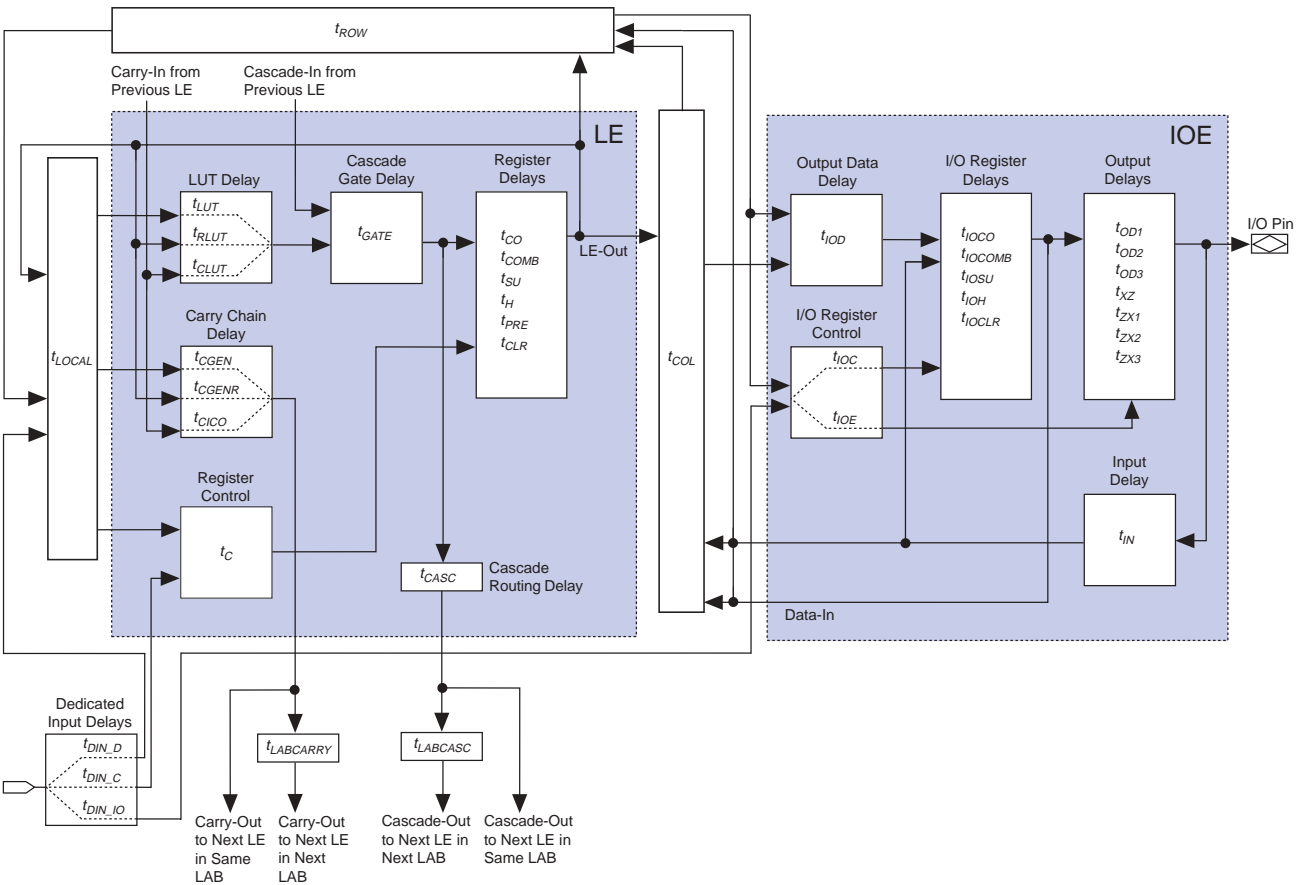 tROW
Carry-In from
Previous LE
Cascade-In from
Previous LE
LE
IOE
LUT Delay
tLUT
tRLUT
tCLUT
Cascade
Gate Delay
tGATE
Register
Delays
tCO
tCOMB
tSU
tH
tPRE
tCLR
LE-Out
Carry Chain
Delay
tCGEN
tCGENR
tCICO
tLOCAL
Register
Control
tC
tCASC
Cascade
Routing Delay
tCOL
Output Data
Delay
tIOD
I/O Register
Control
tIOC
tIOE
I/O Register
Delays
tIOCO
tIOCOMB
tIOSU
tIOH
tIOCLR
Output
Delays
tOD1
tOD2
tOD3
tXZ
tZX1
tZX2
tZX3
I/O Pin
Input
Delay
tIN
Data-In
Dedicated
Input Delays
tDIN_D
tDIN_C
tDIN_IO
tLABCARRY
tLABCASC
Carry-Out
to Next LE
in Same
LAB
Carry-Out
to Next LE
in Next
LAB
Cascade-Out
to Next LE in
Next LAB
Cascade-Out
to Next LE in
Same LAB